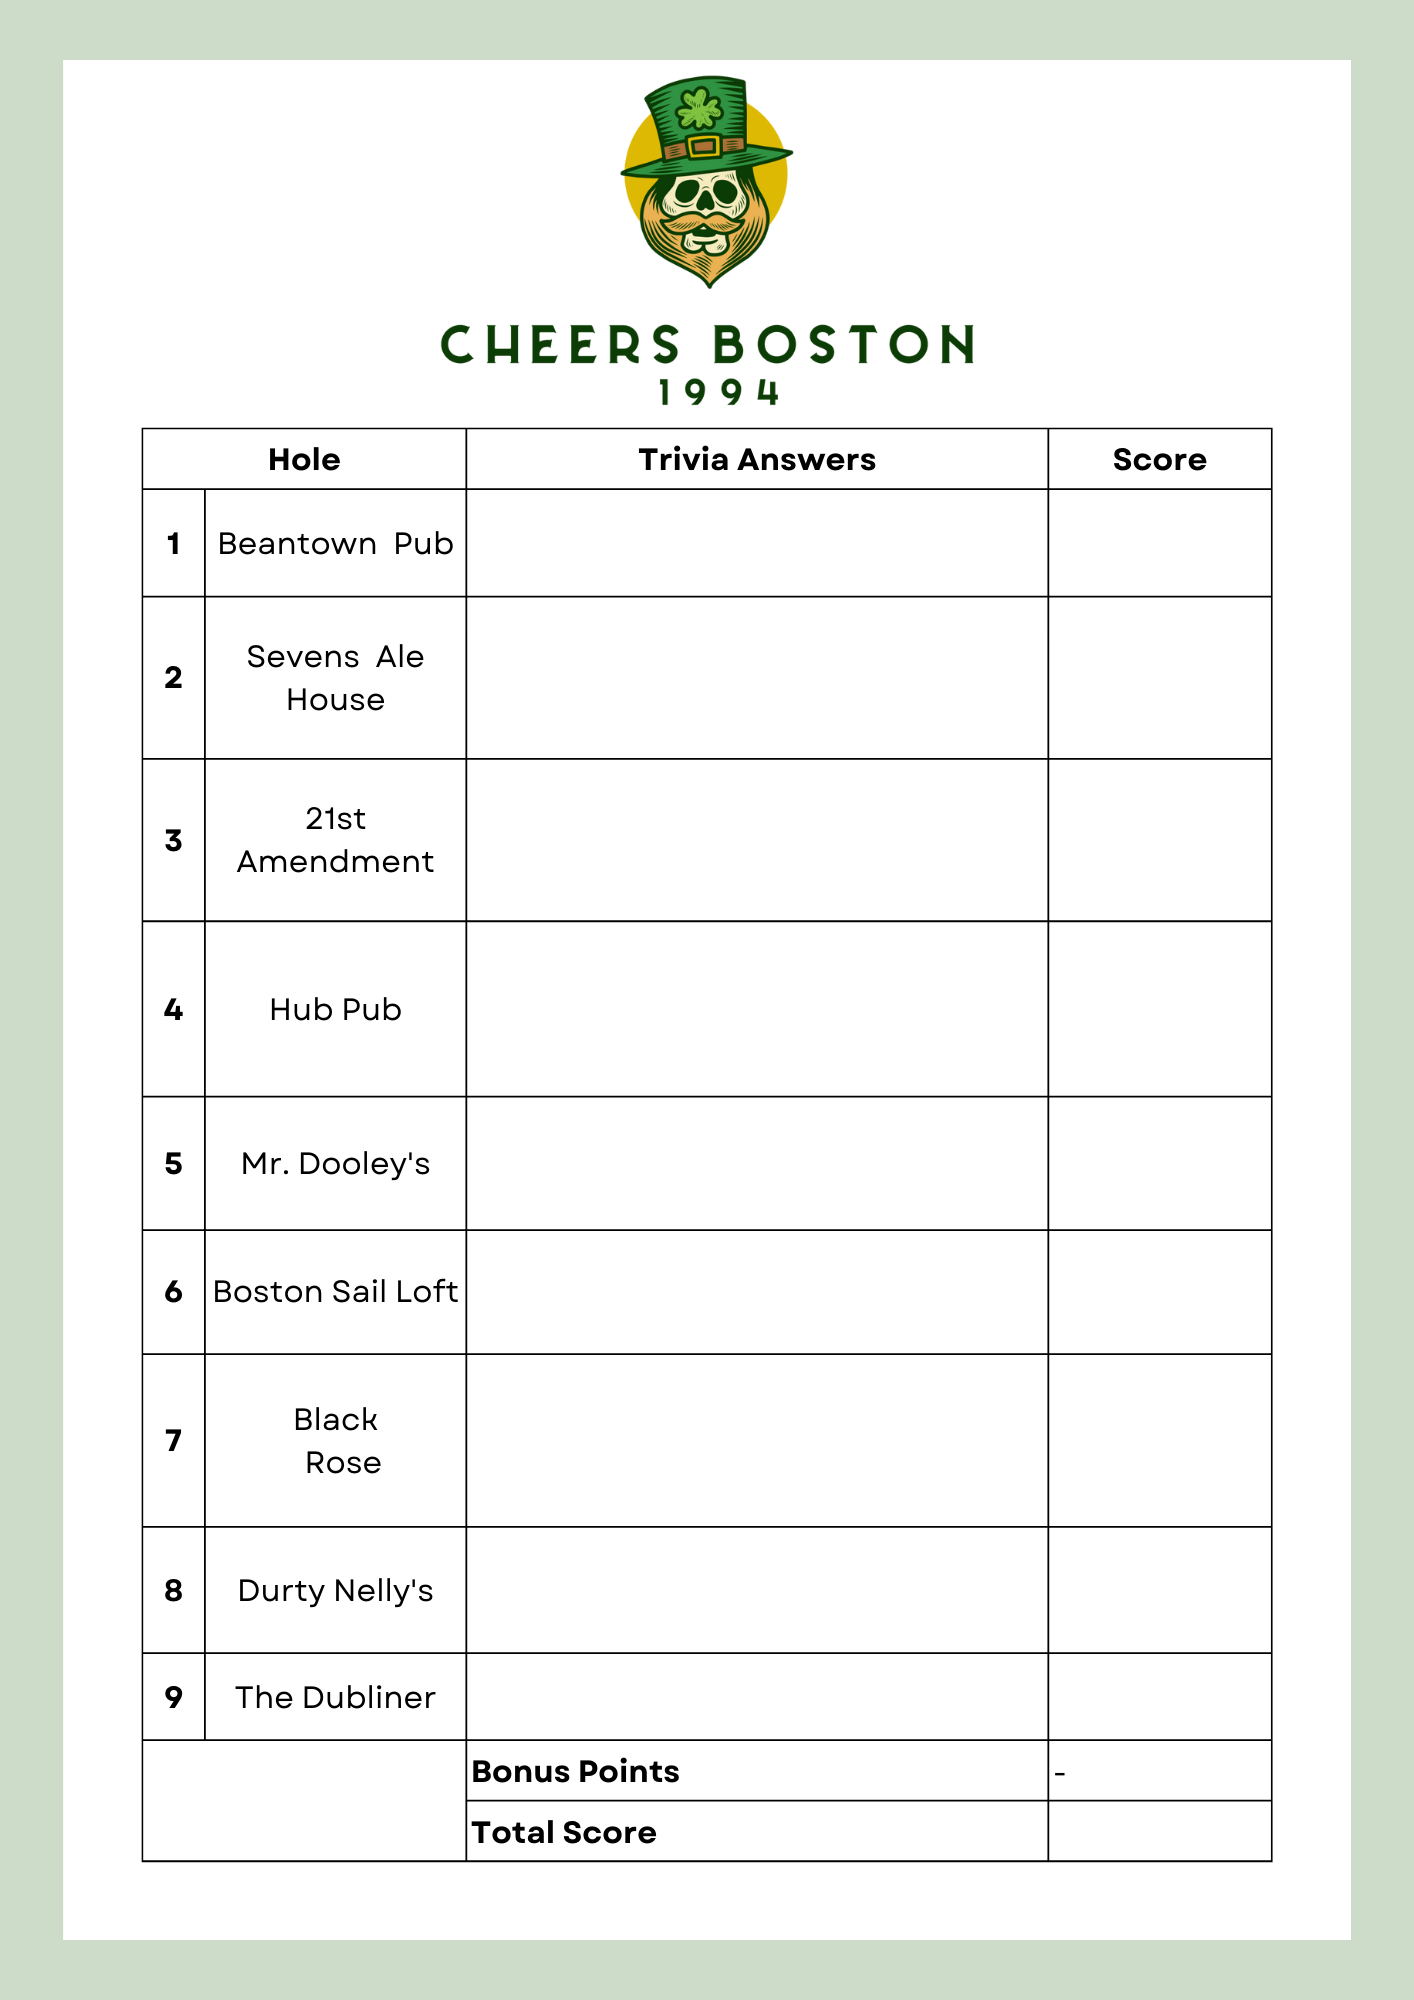 CHEERS BOSTON
1994
Hole Trivia Answers Score
1 Beantown Pub
2 Sevens Ale
House
3 21st
Amendment
4 Hub Pub
5 Mr. Dooley's
6 Boston Sail Loft
7 Black
Rose
8 Durty Nelly's
9 The Dubliner
Bonus Points -
Total Score